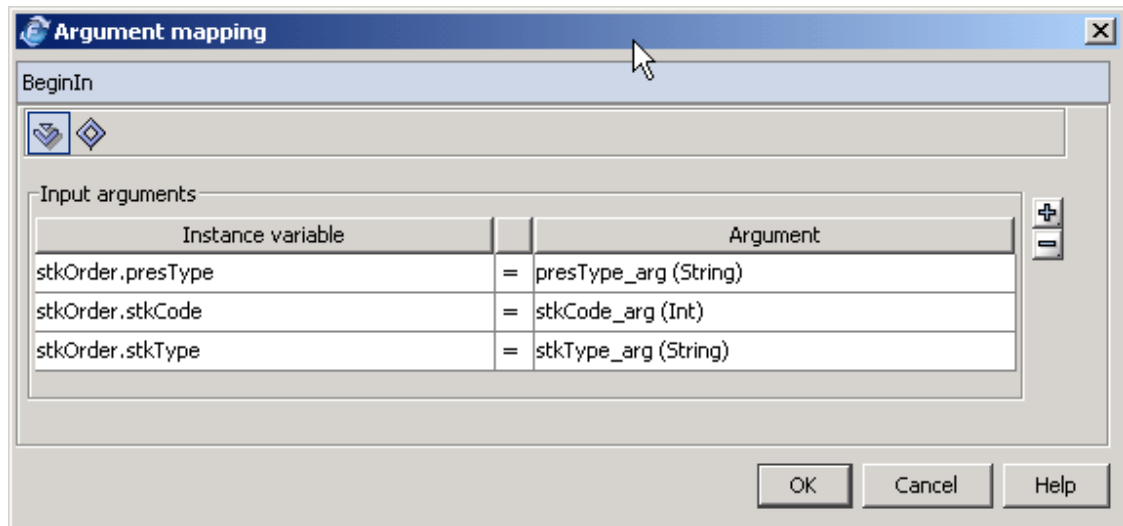 Argument mapping
BeginIn
Input arguments
Instance variable Argument
stkOrder.presType = presType_arg (String)
stkOrder.stkCode = stkCode_arg (Int)
stkOrder.stkType = stkType_arg (String)
OK Cancel Help